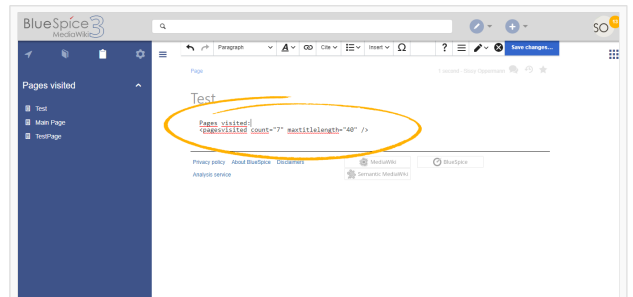 BlueSpice 3
MediaWiki
SO
Paragraph
A
Cite
Insert
Ω
?
Save changes...
Pages visited
Test
Main Page
TestPage
Page
Test
Pages visited:
<pagesvisited count="7" maxtitlelength="40" />
Privacy policy About BlueSpice Disclaimers
Analysis service
MediaWiki
BlueSpice
Semantic MediaWiki